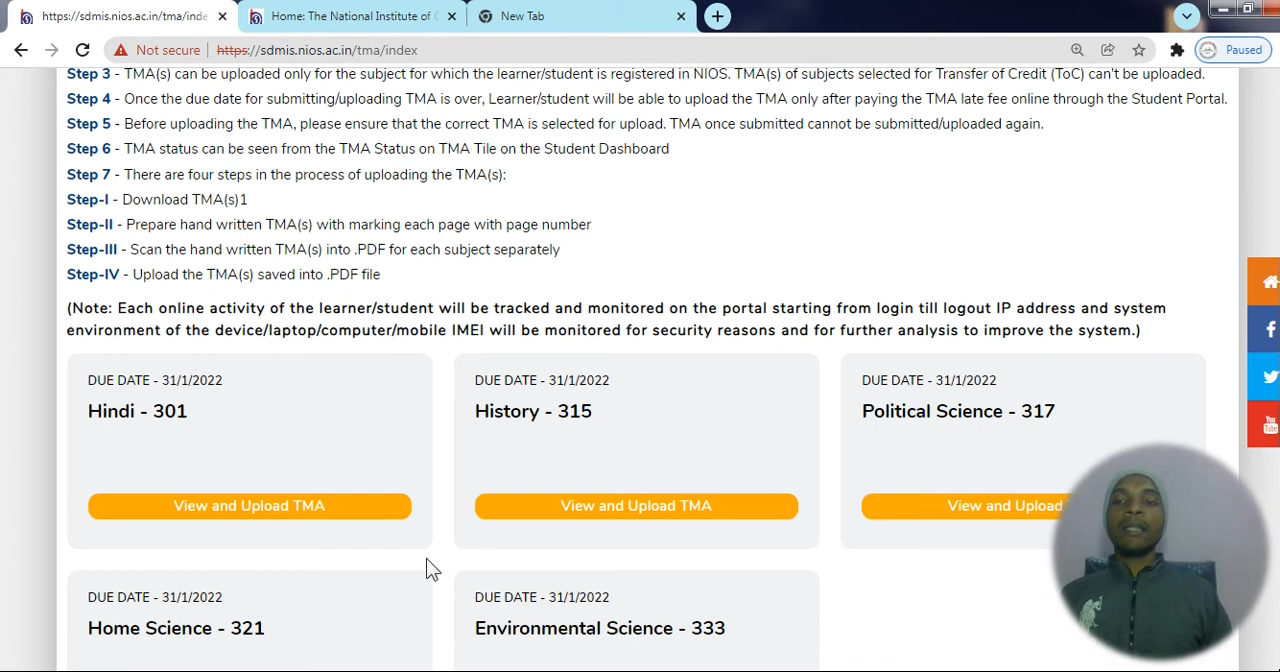 https://sdmis.nios.ac.in/tma/inde
Home: The National Institute of O
New Tab
Not secure
https://sdmis.nios.ac.in/tma/index
Paused
Step 3 - TMA(s) can be uploaded only for the subject for which the learner/student is registered in NIOS. TMA(s) of subjects selected for Transfer of Credit (ToC) can't be uploaded.
Step 4 - Once the due date for submitting/uploading TMA is over, Learner/student will be able to upload the TMA only after paying the TMA late fee online through the Student Portal.
Step 5 - Before uploading the TMA, please ensure that the correct TMA is selected for upload. TMA once submitted cannot be submitted/uploaded again.
Step 6 - TMA status can be seen from the TMA Status on TMA Tile on the Student Dashboard
Step 7 - There are four steps in the process of uploading the TMA(s):
Step-I - Download TMA(s)1
Step-II - Prepare hand written TMA(s) with marking each page with page number
Step-III - Scan the hand written TMA(s) into .PDF for each subject separately
Step-IV - Upload the TMA(s) saved into .PDF file
(Note: Each online activity of the learner/student will be tracked and monitored on the portal starting from login till logout IP address and system
environment of the device/laptop/computer/mobile IMEI will be monitored for security reasons and for further analysis to improve the system.)
DUE DATE - 31/1/2022
Hindi - 301
View and Upload TMA
DUE DATE - 31/1/2022
History - 315
View and Upload TMA
DUE DATE - 31/1/2022
Political Science - 317
View and Upload
DUE DATE - 31/1/2022
Home Science - 321
DUE DATE - 31/1/2022
Environmental Science - 333